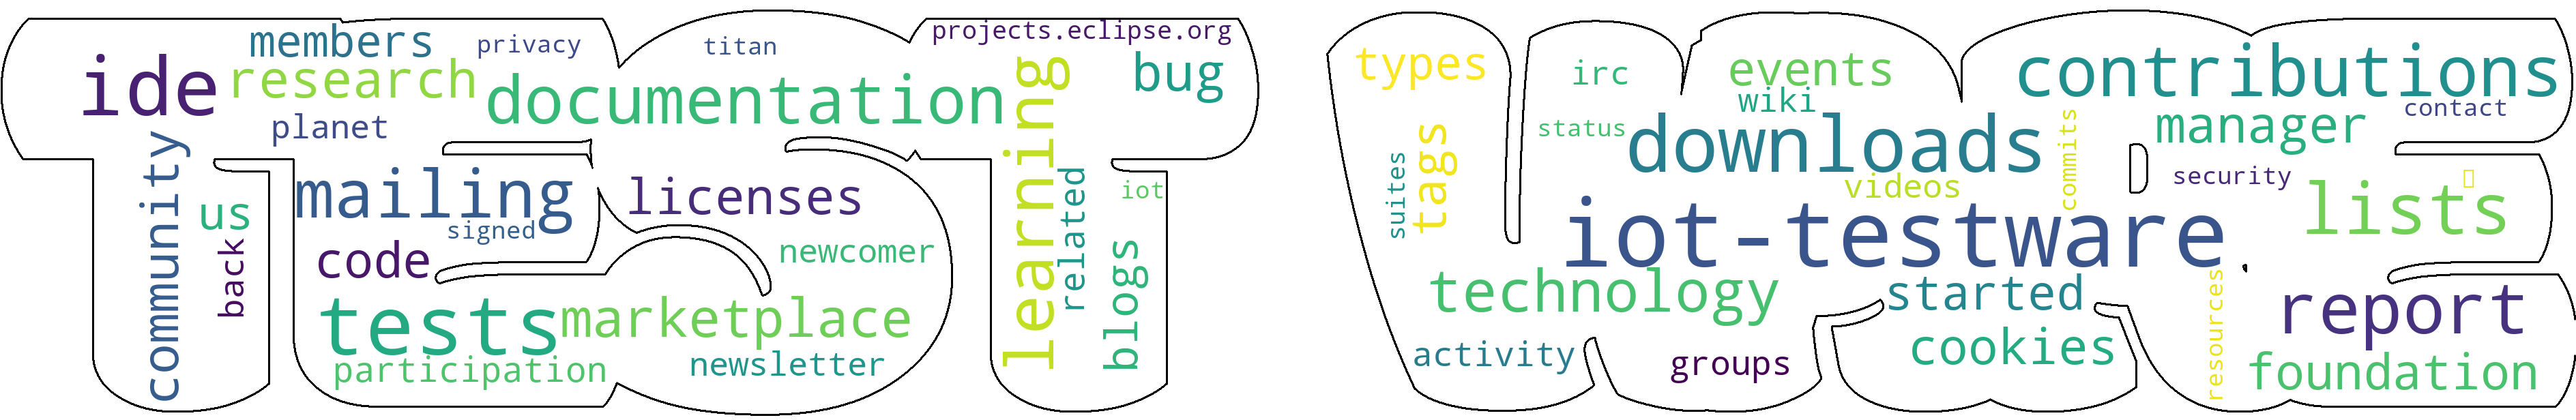 projects.eclipse.org
members
privacy
titan
ide
research
documentation
learning
bug
planet
community
mailing
licenses
related
iot
us
signed
back
code
newcomer
blogs
tests
marketplace
participation
newsletter
types
irc
events
contributions
wiki
contact
status
downloads
commits
manager
suites
tags
videos
security
lists
iot-testware
technology
started
resources
report
activity
groups
cookies
foundation